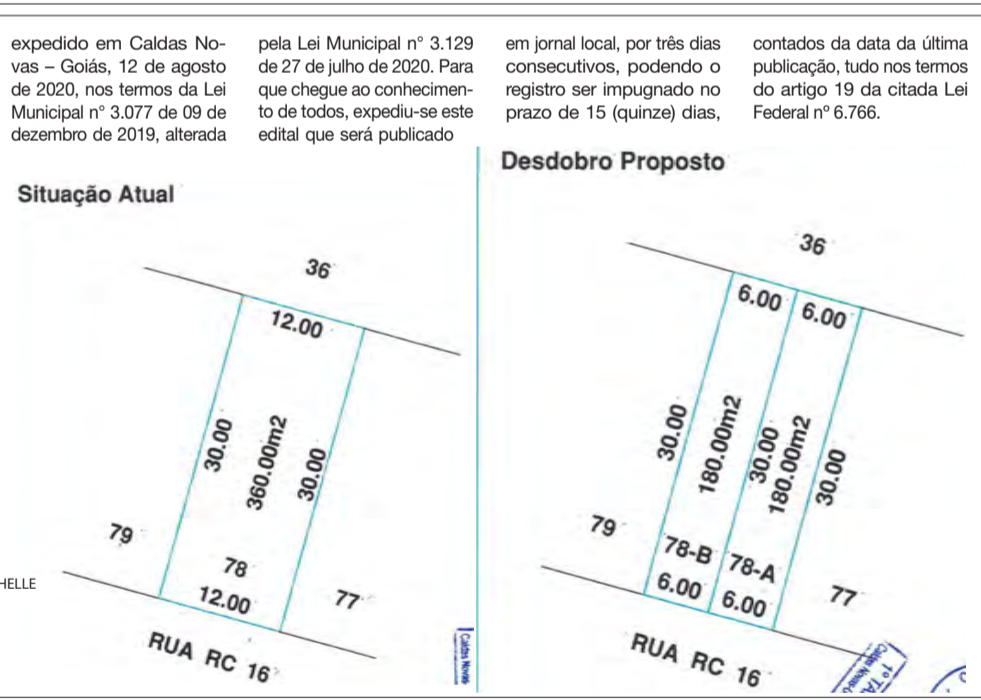 expedido em Caldas No-
vas – Goiás, 12 de agosto
de 2020, nos termos da Lei
Municipal n° 3.077 de 09 de
dezembro de 2019, alterada
pela Lei Municipal n° 3.129
de 27 de julho de 2020. Para
que chegue ao conhecimen-
to de todos, expediu-se este
edital que será publicado
em jornal local, por três dias
consecutivos, podendo o
registro ser impugnado no
prazo de 15 (quinze) dias,
contados da data da última
publicação, tudo nos termos
do artigo 19 da citada Lei
Federal nº 6.766.
Situação Atual
36
12.00
30.00
360.00m2
30.00
79
78
77
12.00
RUA RC 16
HELLE
Caldas Novas-
Desdobro Proposto
36
6.00 6.00
30.00
180.00m2
30.00
180.00m2
30.00
79
78-B 78-A
77
6.00 6.00
RUA RC 16
1º TA